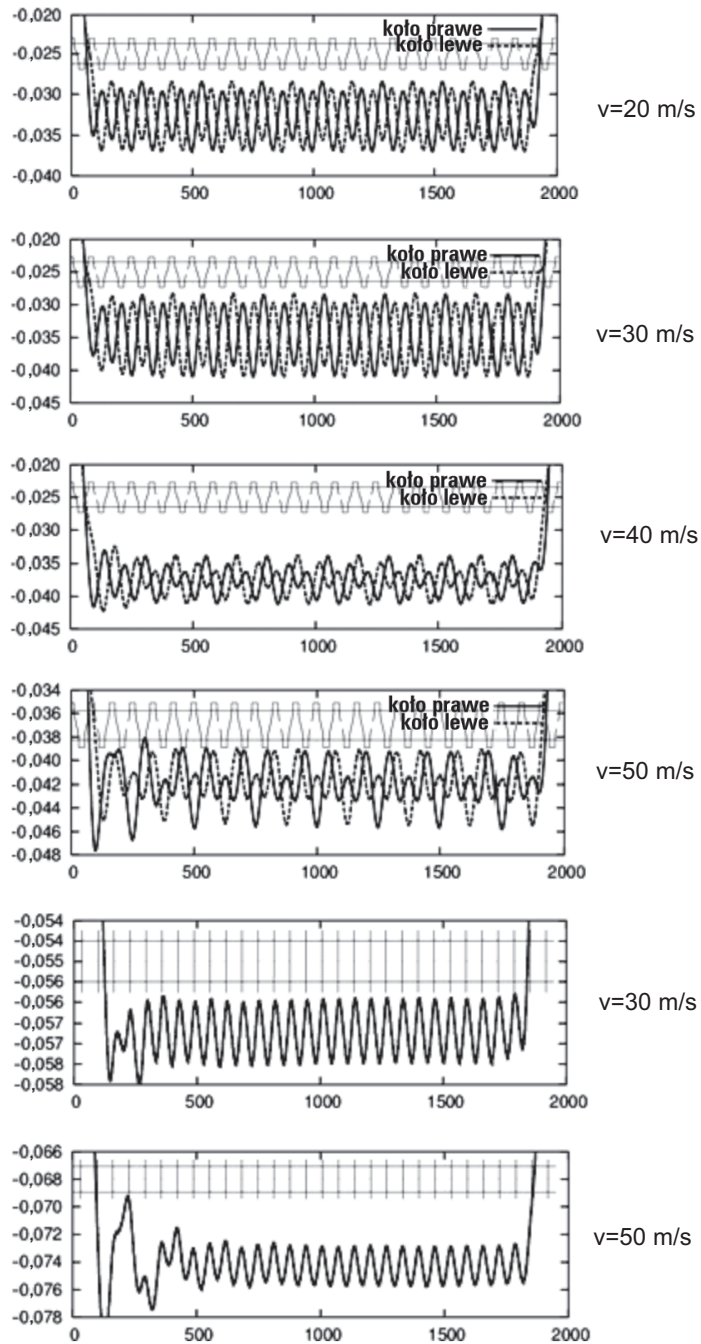 -0,020
koło prawe
koło lewe
-0,025
-0,030
-0,035
-0,040
0 500 1000 1500 2000
v=20 m/s
-0,020
koło prawe
koło lewe
-0,025
-0,030
-0,035
-0,040
-0,045
0 500 1000 1500 2000
v=30 m/s
-0,020
koło prawe
koło lewe
-0,025
-0,030
-0,035
-0,040
-0,045
0 500 1000 1500 2000
v=40 m/s
-0,034
koło prawe
-0,036
koło lewe
-0,038
-0,040
-0,042
-0,044
-0,046
-0,048
0 500 1000 1500 2000
v=50 m/s
-0,054
-0,054
-0,055
-0,056
-0,056
-0,057
-0,057
-0,058
-0,058
0 500 1000 1500 2000
v=30 m/s
-0,066
-0,068
-0,070
-0,072
-0,074
-0,076
-0,078
0 500 1000 1500 2000
v=50 m/s